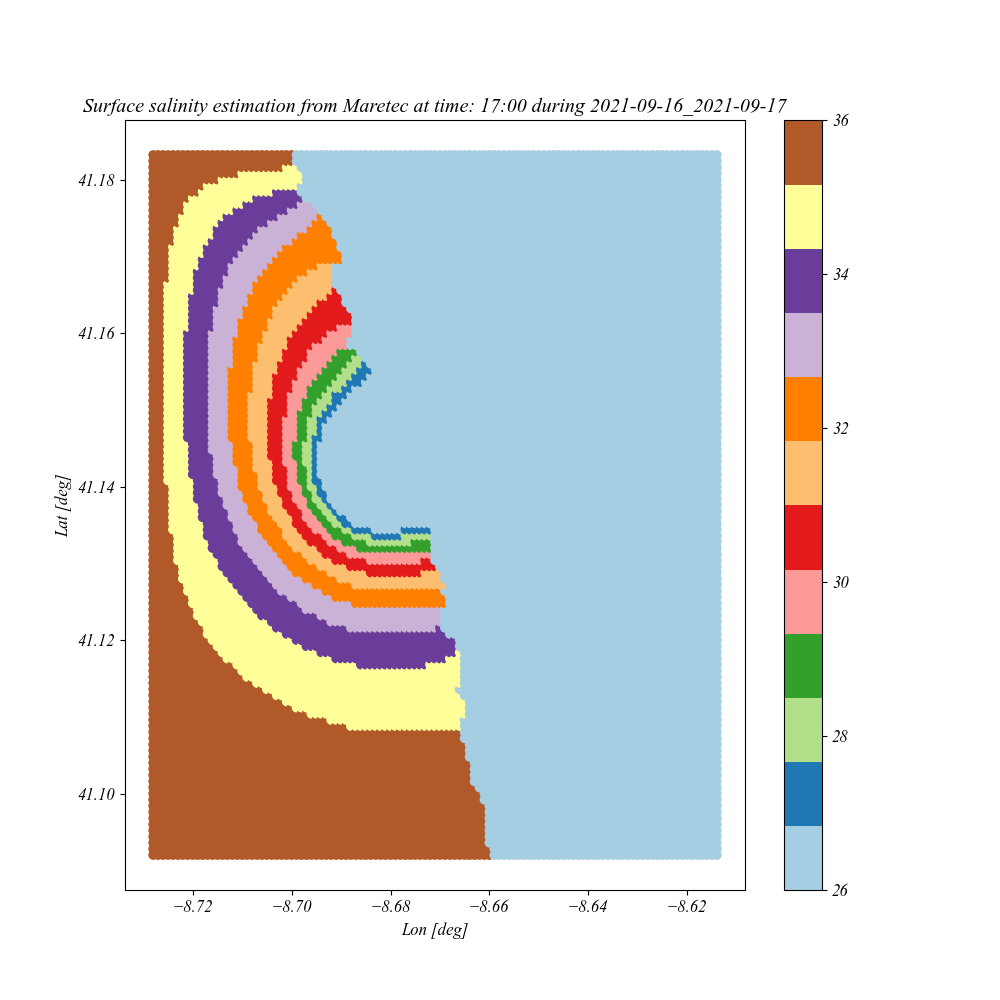 Surface salinity estimation from Maretec at time: 17:00 during 2021-09-16_2021-09-17
36
41.18
34
41.16
32
41.14
Lat [deg]
30
41.12
28
41.10
26
−8.72 −8.70 −8.68 −8.66 −8.64 −8.62
Lon [deg]